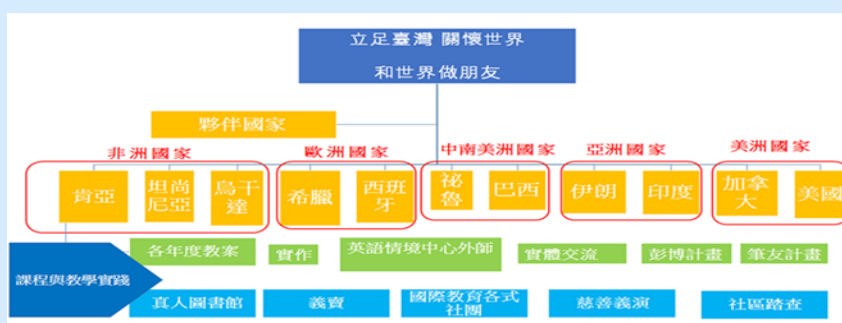 立足臺灣 關懷世界
和世界做朋友
夥伴國家
非洲國家
歐洲國家
中南美洲國家
亞洲國家
美洲國家
肯亞
坦尚
尼亞
烏干
達
希臘
西班
牙
祕
魯
巴西
伊朗
印度
加拿
大
美國
課程與教學實踐
各年度教案
實作
英語情境中心外師
實體交流
彭博計畫
筆友計畫
真人圖書館
義賣
國際教育各式
社團
慈善義演
社區踏查